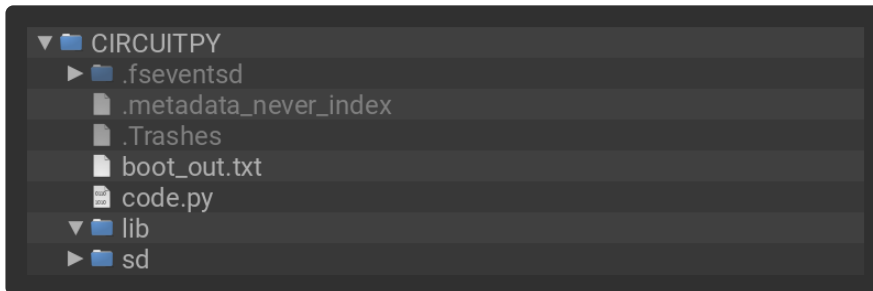 CIRCUITPY
.fseventsd
.metadata_never_index
.Trashes
boot_out.txt
code.py
lib
sd